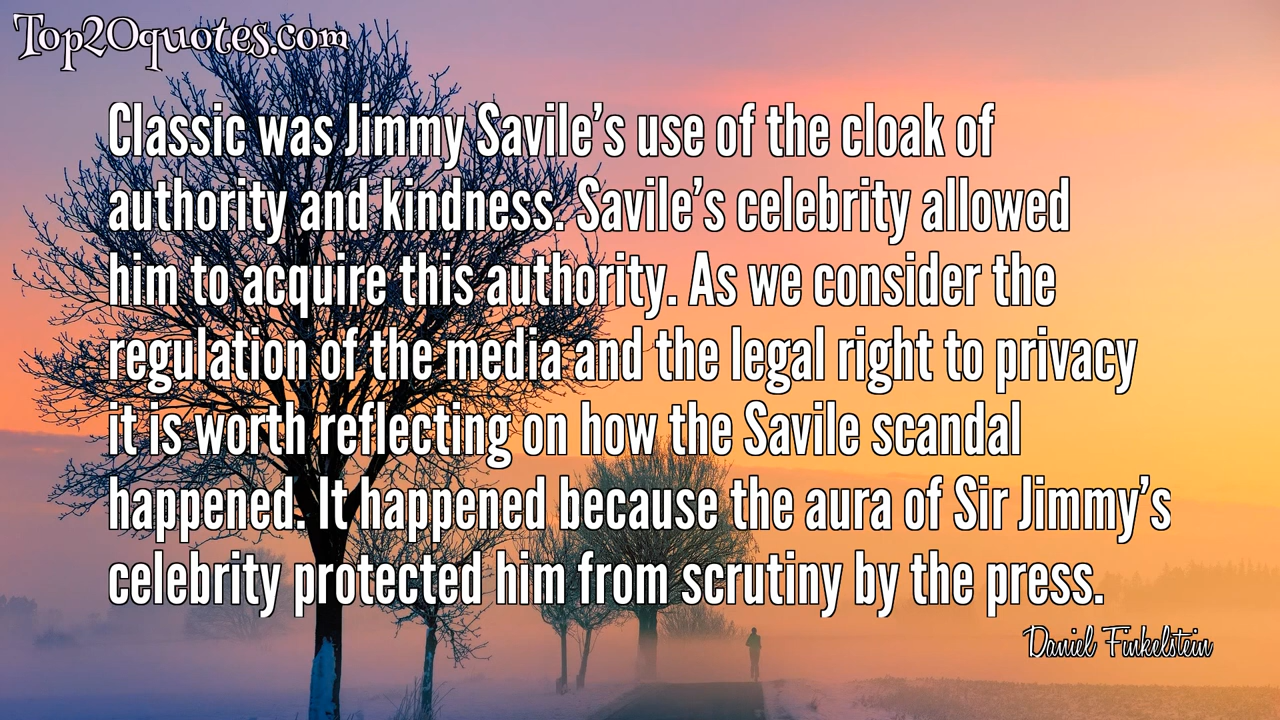 Top20quotes.com
Classic was Jimmy Savile’s use of the cloak of
authority and kindness. Savile’s celebrity allowed
him to acquire this authority. As we consider the
regulation of the media and the legal right to privacy
it is worth reflecting on how the Savile scandal
happened. It happened because the aura of Sir Jimmy’s
celebrity protected him from scrutiny by the press.
Daniel Finkelstein